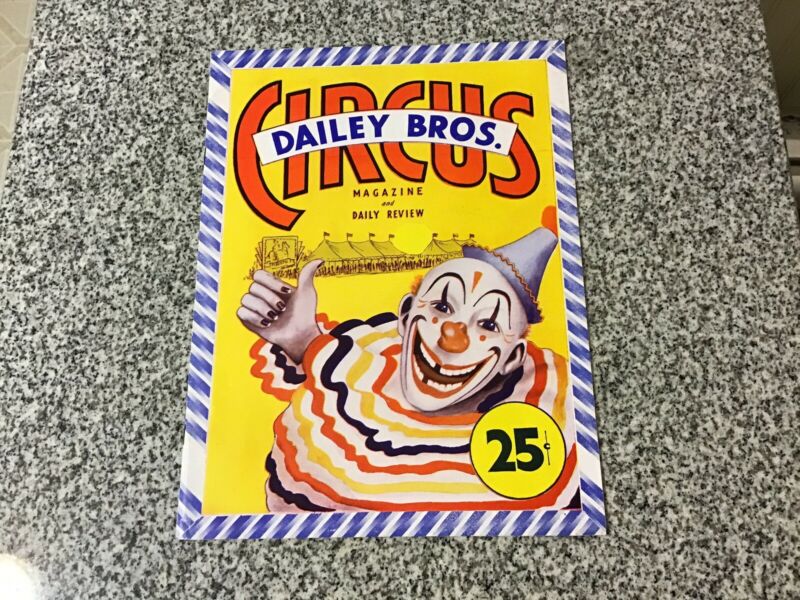 CIRCUS
DAILEY BROS.
MAGAZINE
and
DAILY REVIEW
25¢